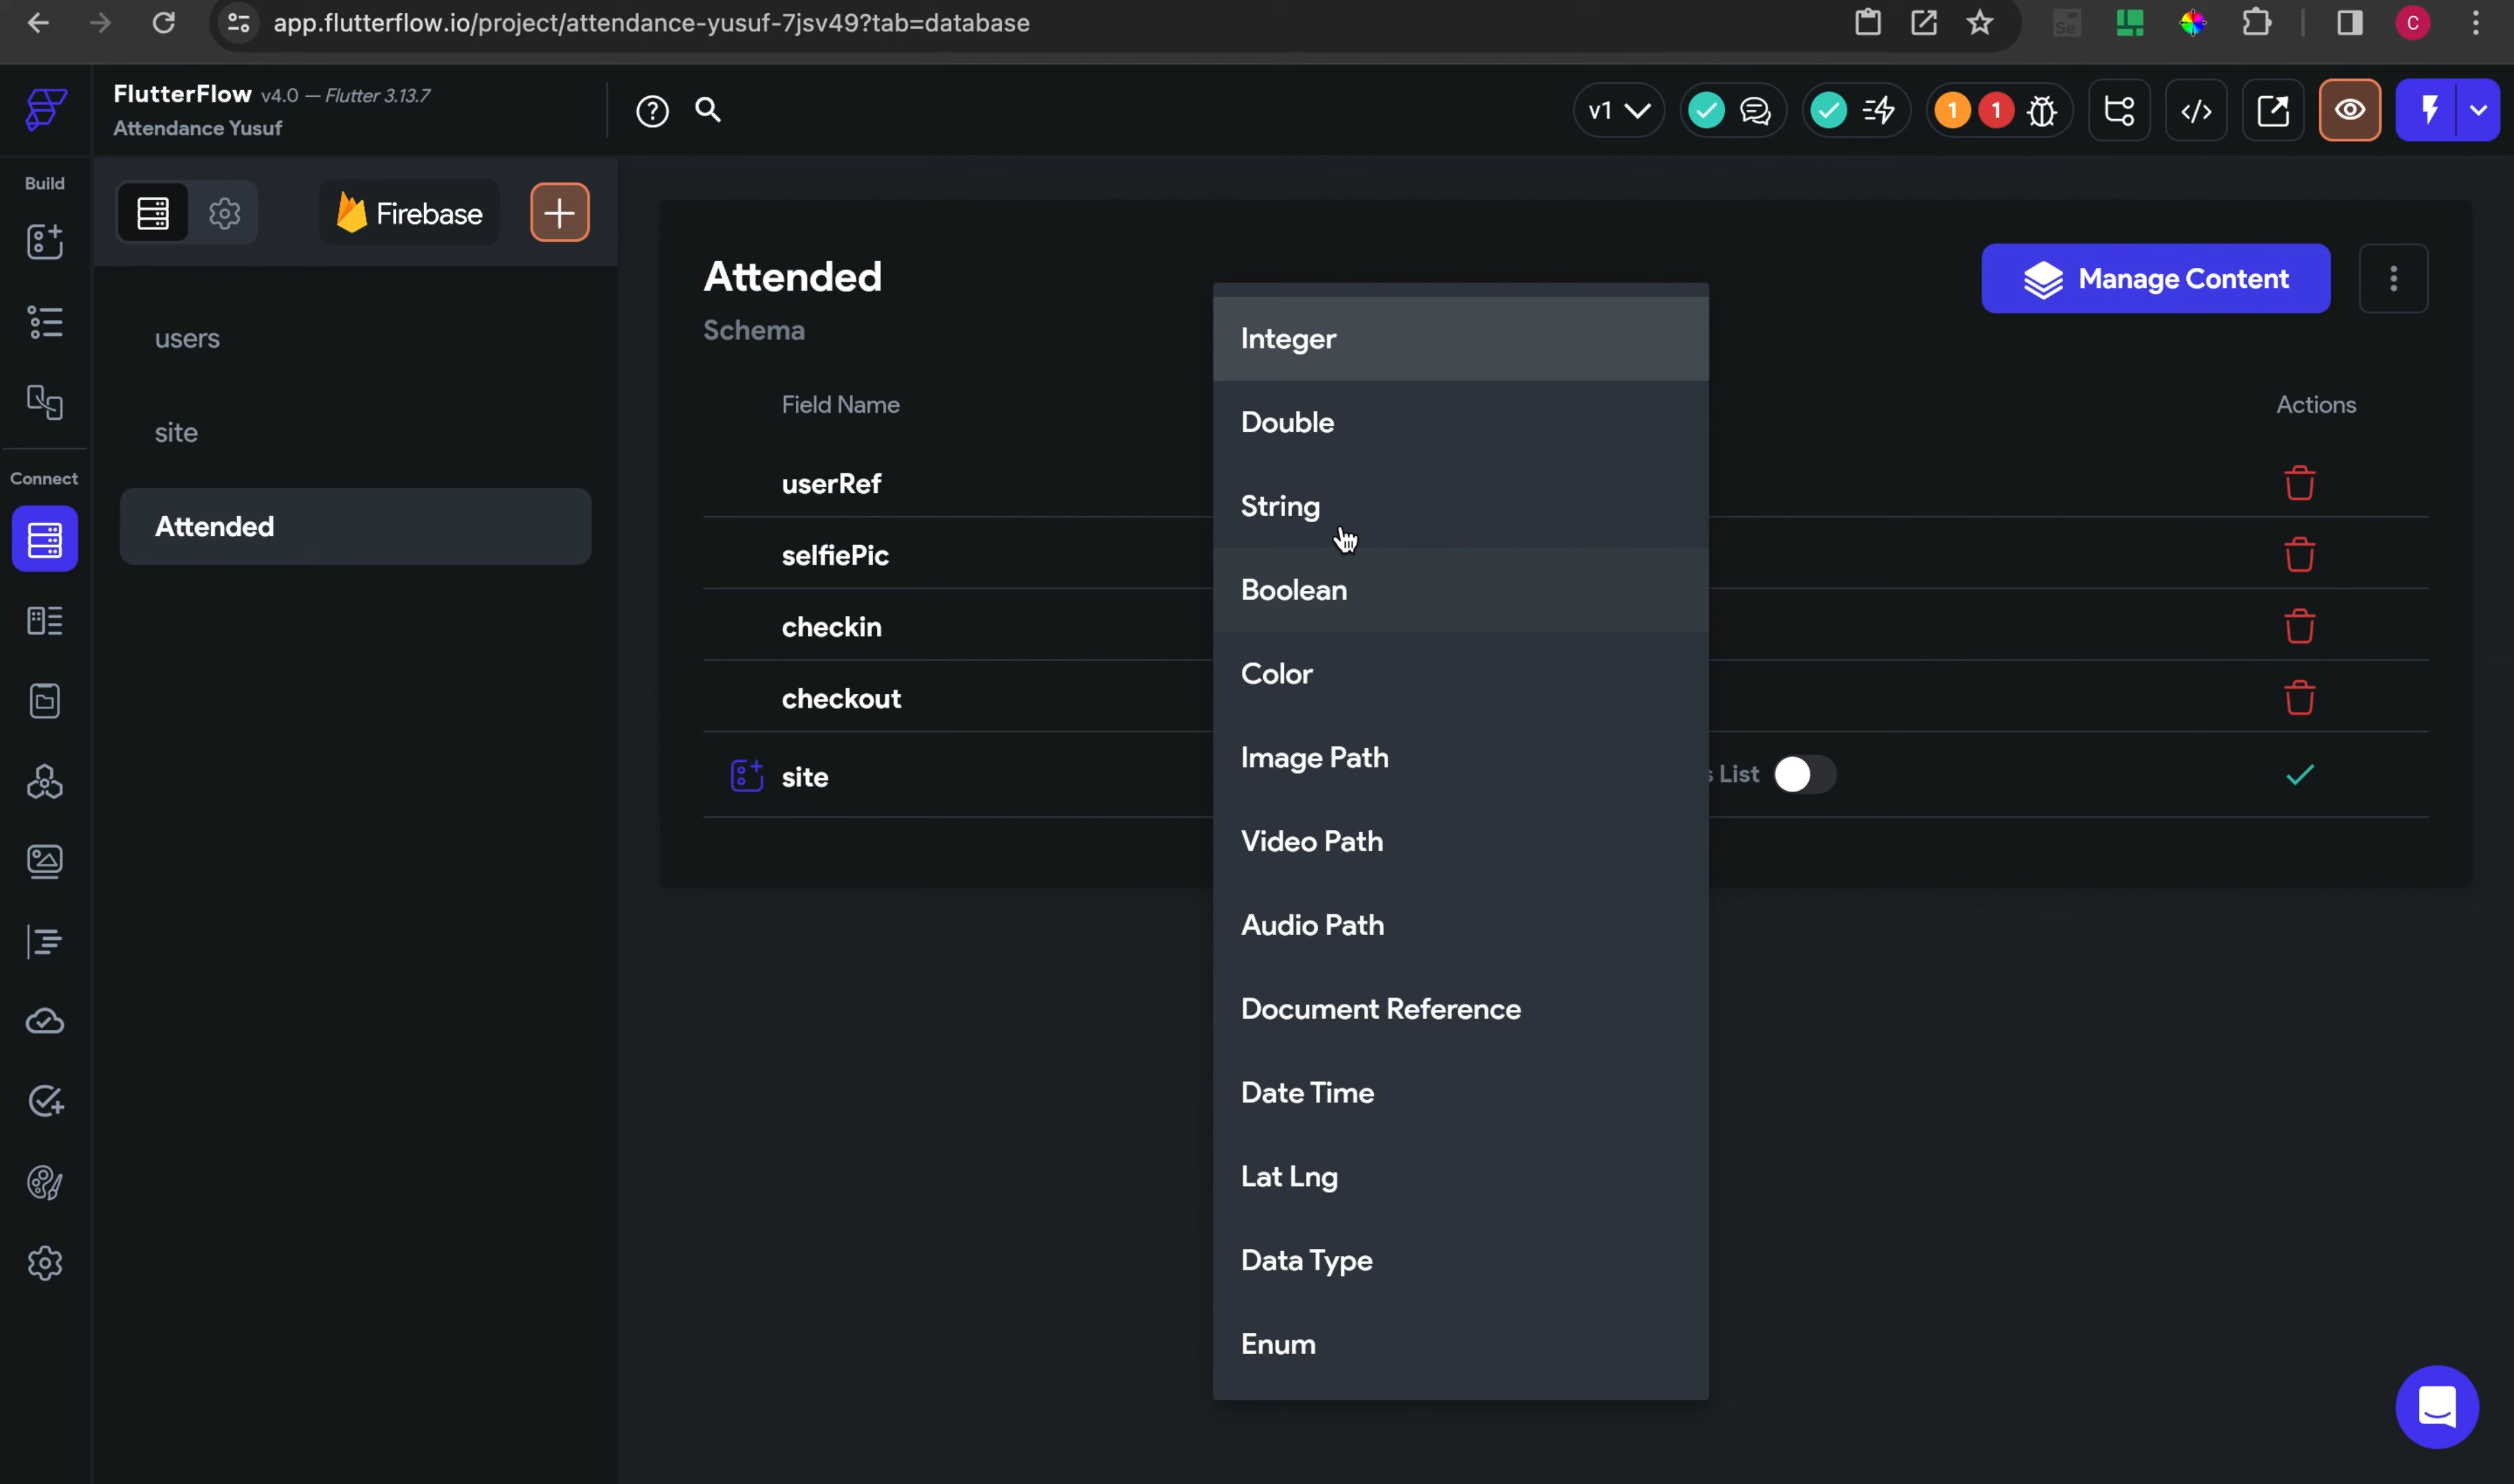 app.flutterflow.io/project/attendance-yusuf-7jsv49?tab=database
C
FlutterFlow v4.0 — Flutter 3.13.7
Attendance Yusuf
v1
1 1
Build
Firebase
users
site
Connect
Attended
Attended
Manage Content
Schema
Field Name
Actions
userRef
selfiePic
checkin
checkout
site
s List
Integer
Double
String
Boolean
Color
Image Path
Video Path
Audio Path
Document Reference
Date Time
Lat Lng
Data Type
Enum